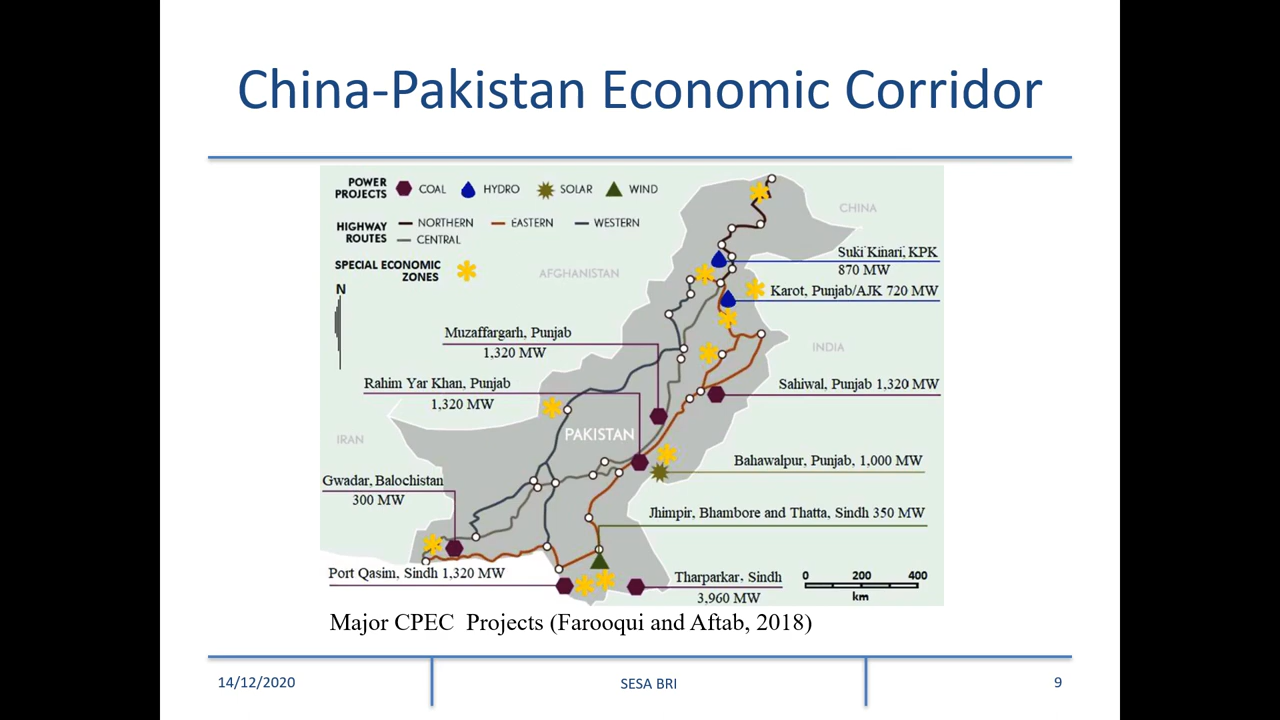 China-Pakistan Economic Corridor
POWER PROJECTS
COAL
HYDRO
SOLAR
WIND
HIGHWAY ROUTES
NORTHERN
EASTERN
WESTERN
CENTRAL
SPECIAL ECONOMIC ZONES
N
AFGHANISTAN
CHINA
Suki Kinari, KPK
870 MW
Karot, Punjab/AJK 720 MW
Muzaffargarh, Punjab
1,320 MW
INDIA
Rahim Yar Khan, Punjab
1,320 MW
Sahiwal, Punjab 1,320 MW
PAKISTAN
IRAN
Bahawalpur, Punjab, 1,000 MW
Gwadar, Balochistan
300 MW
Jhimpir, Bhambore and Thatta, Sindh 350 MW
Port Qasim, Sindh 1,320 MW
Tharparkar, Sindh
3,960 MW
0 200 400
km
Major CPEC Projects (Farooqui and Aftab, 2018)
14/12/2020
SESA BRI
9